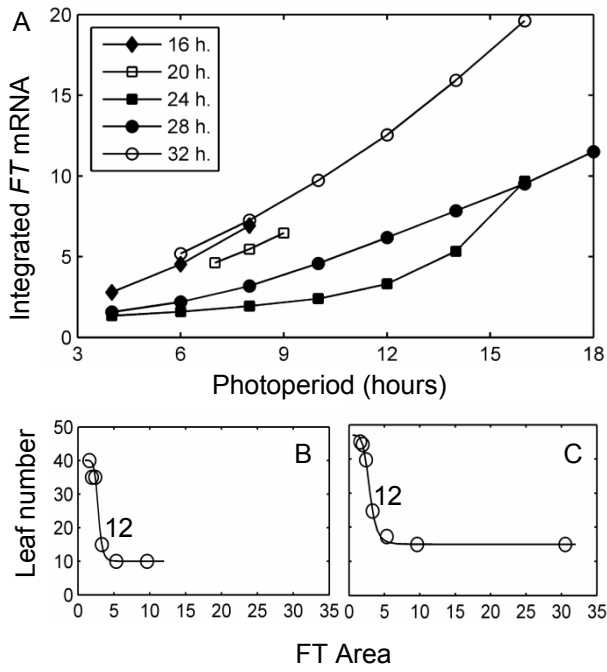 A
Integrated FT mRNA
20
15
10
5
0
16 h.
20 h.
24 h.
28 h.
32 h.
3 6 9 12 15 18
Photoperiod (hours)
Leaf number
50
40
30
20
10
0
B
12
0 5 10 15 20 25 30 35
C
12
0 5 10 15 20 25 30 35
FT Area